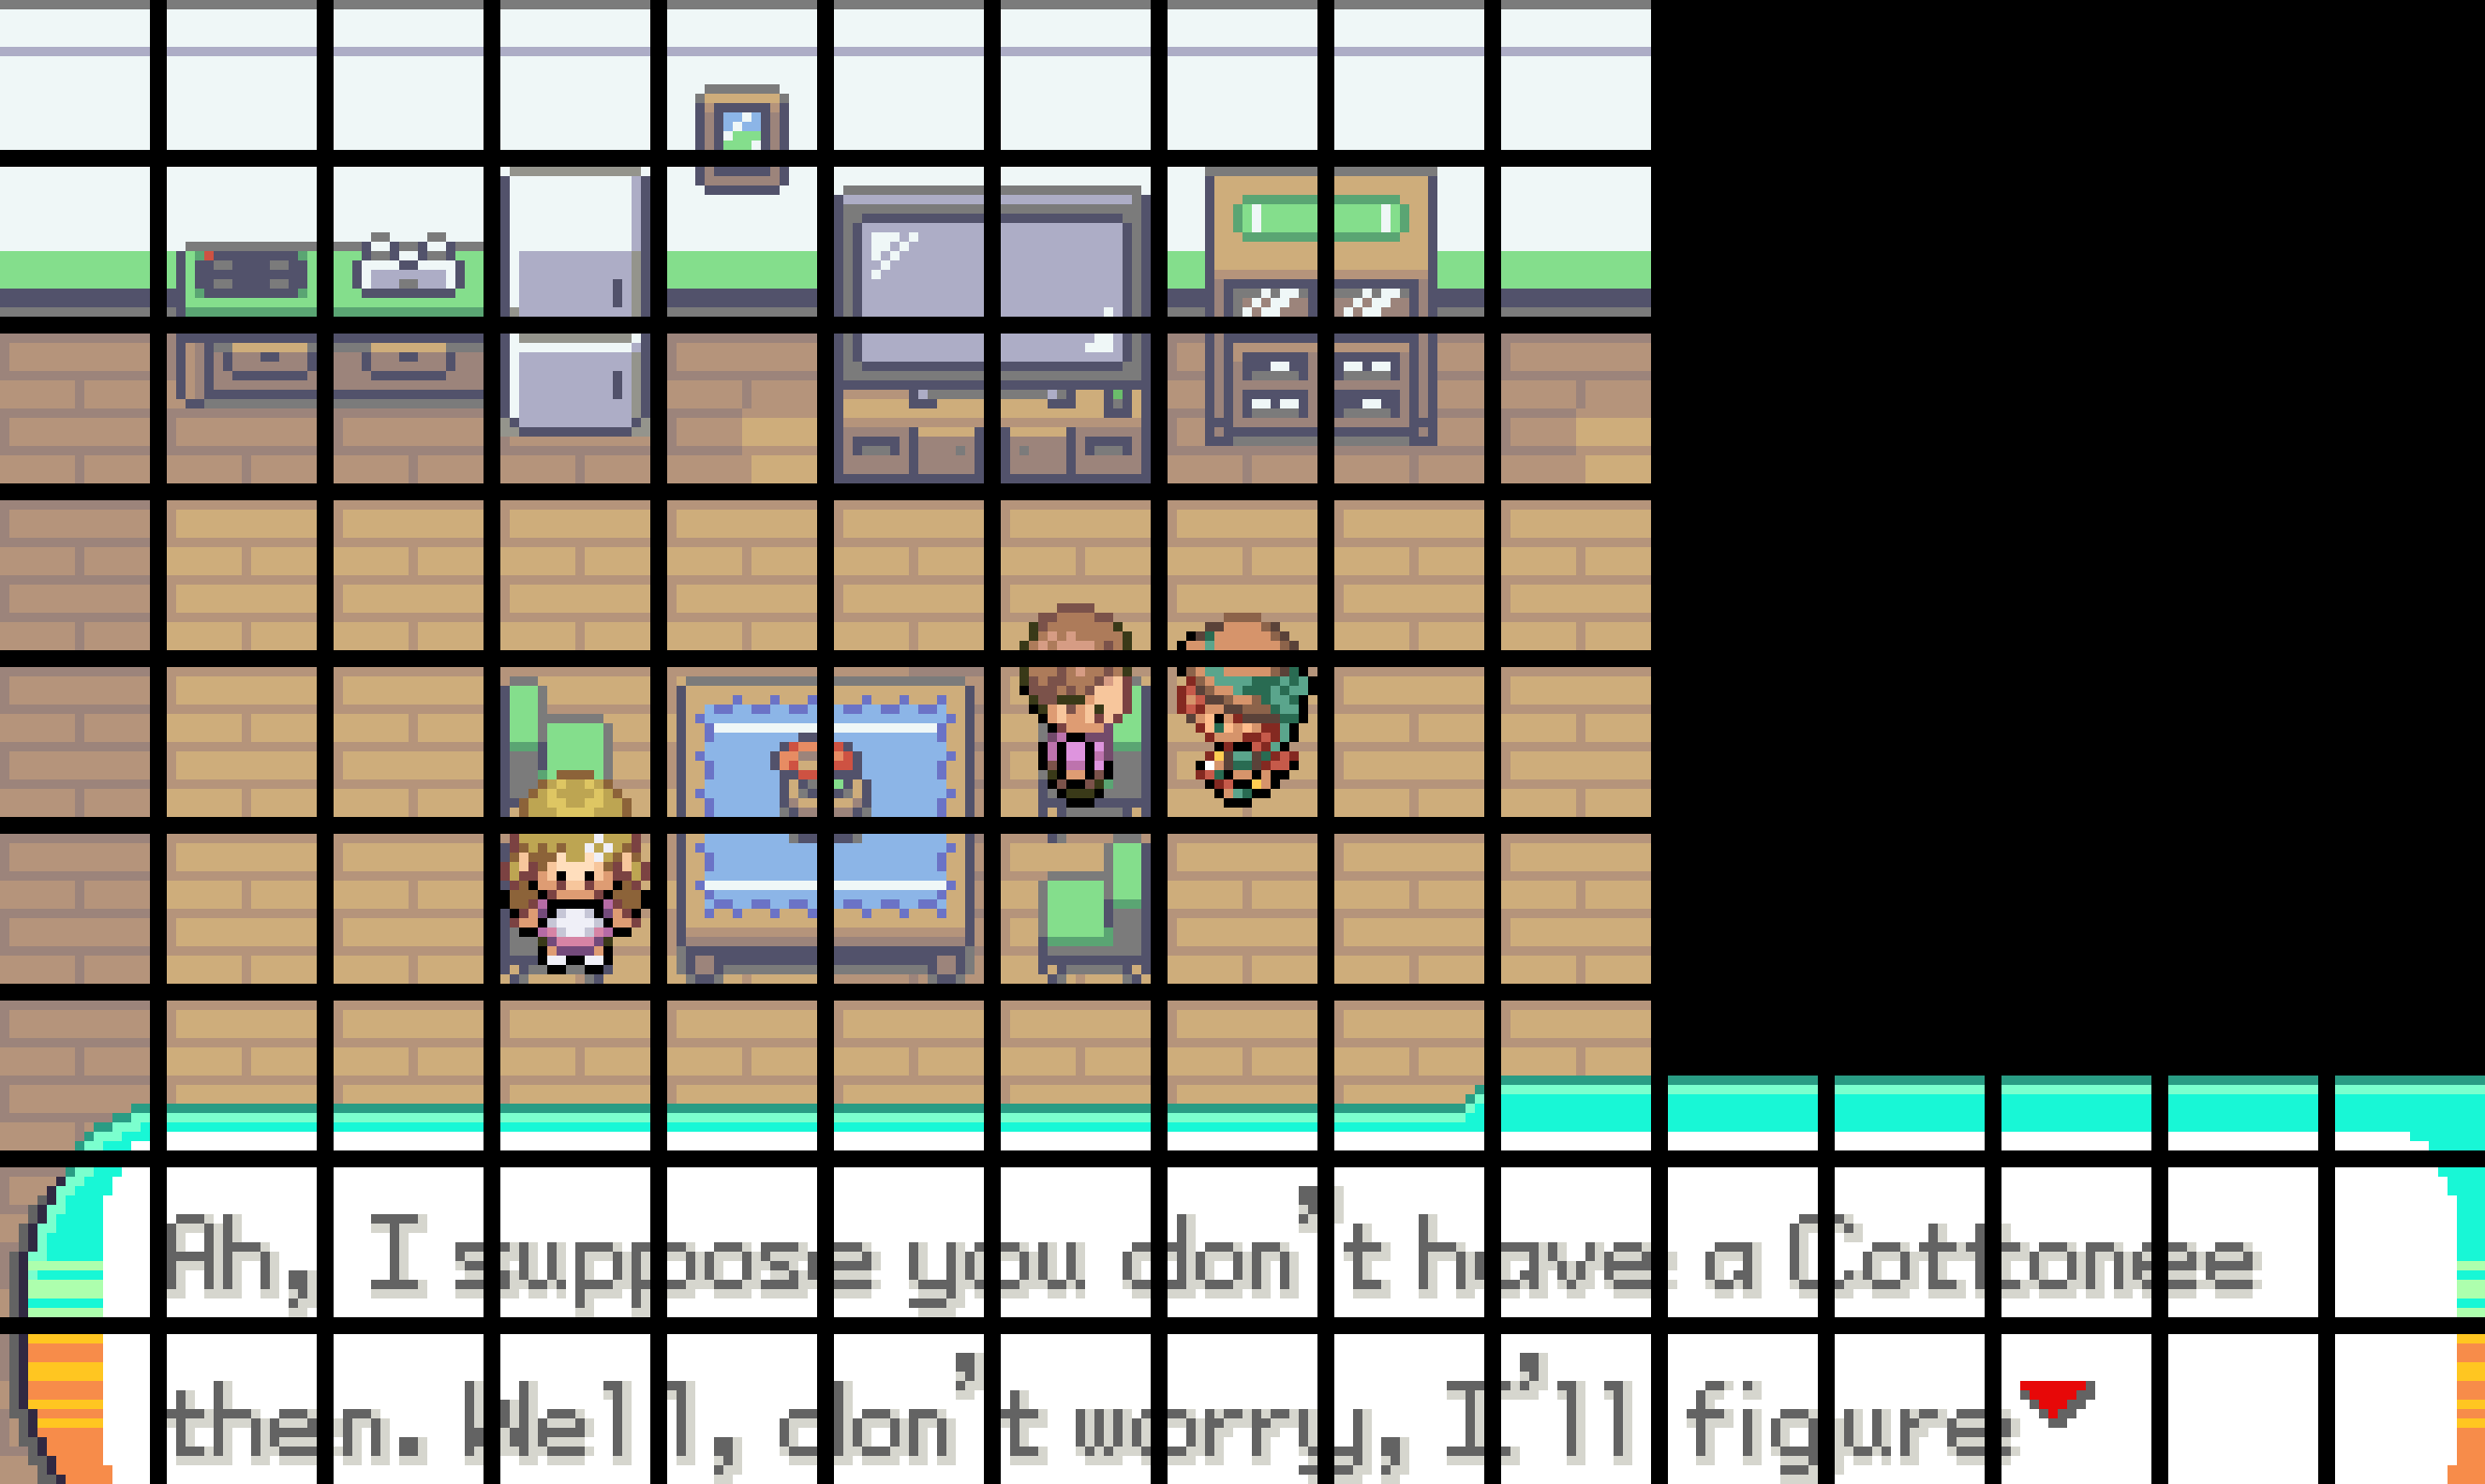 Ah, I suppose you don't have a Cottonee
then. Well, don't worry, I'll figure